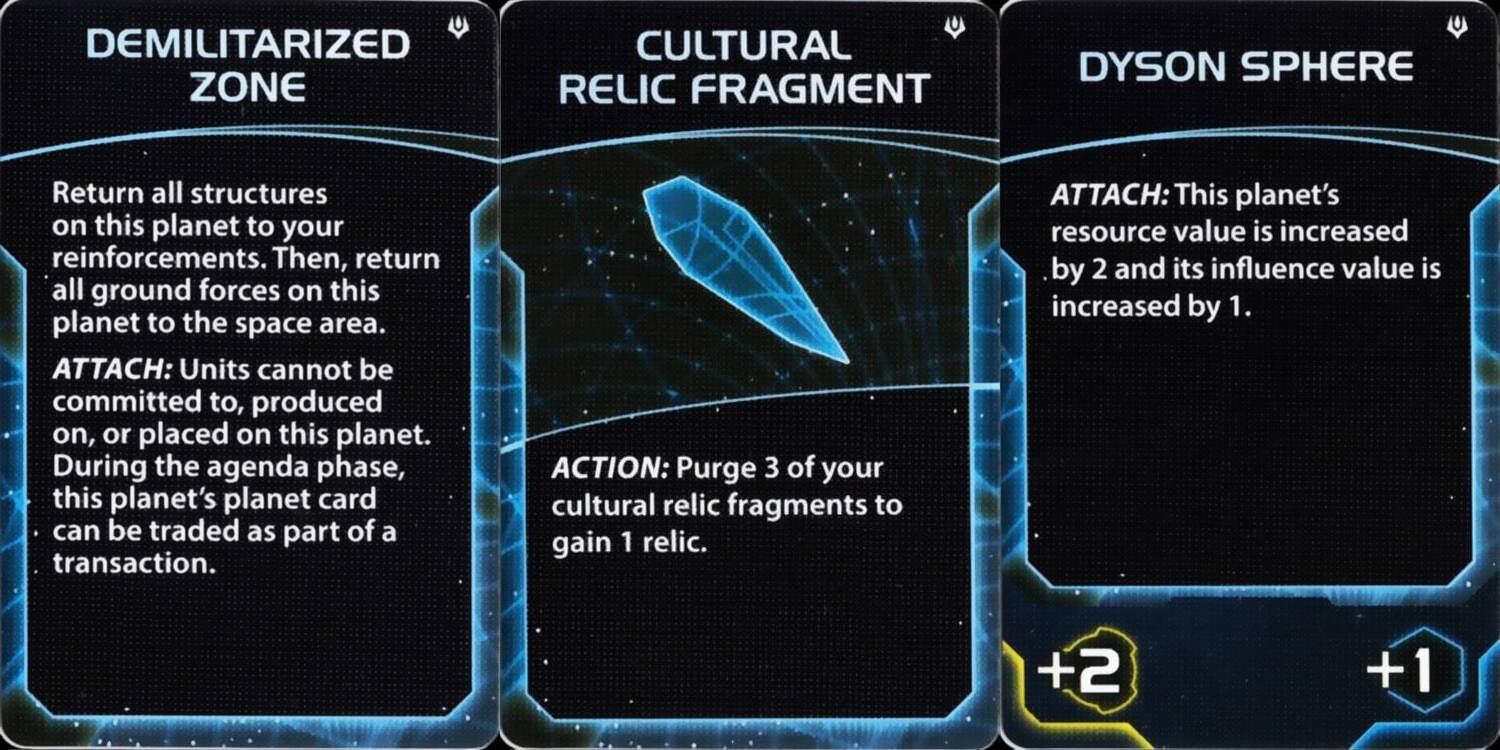 DEMILITARIZED
ZONE
Return all structures
on this planet to your
reinforcements. Then, return
all ground forces on this
planet to the space area.
ATTACH: Units cannot be
committed to, produced
on, or placed on this planet.
During the agenda phase,
this planet's planet card
can be traded as part of a
transaction.
CULTURAL
RELIC FRAGMENT
ACTION: Purge 3 of your
cultural relic fragments to
gain 1 relic.
DYSON SPHERE
ATTACH: This planet's
resource value is increased
by 2 and its influence value is
increased by 1.
+2
+1